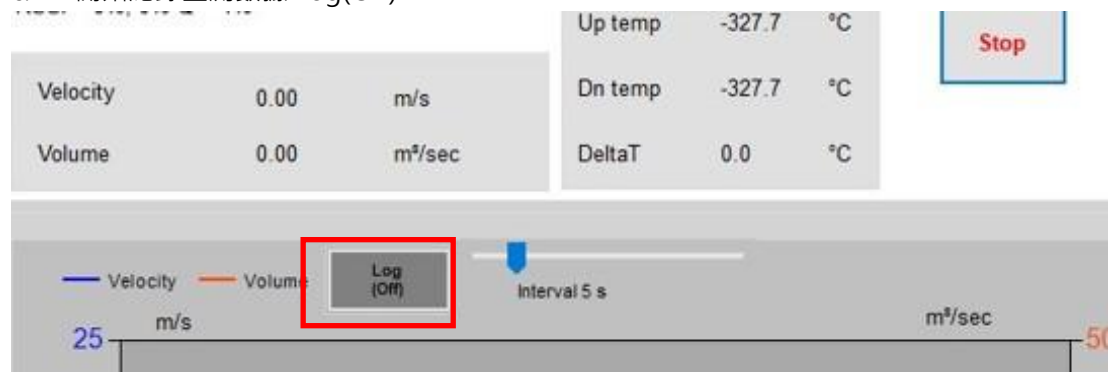 Up temp -327.7 °C
Stop
Velocity 0.00 m/s
Dn temp -327.7 °C
Volume 0.00 m³/sec
DeltaT 0.0 °C
Velocity Volume
Log
(Off)
Interval 5 s
m/s
m³/sec
25
50